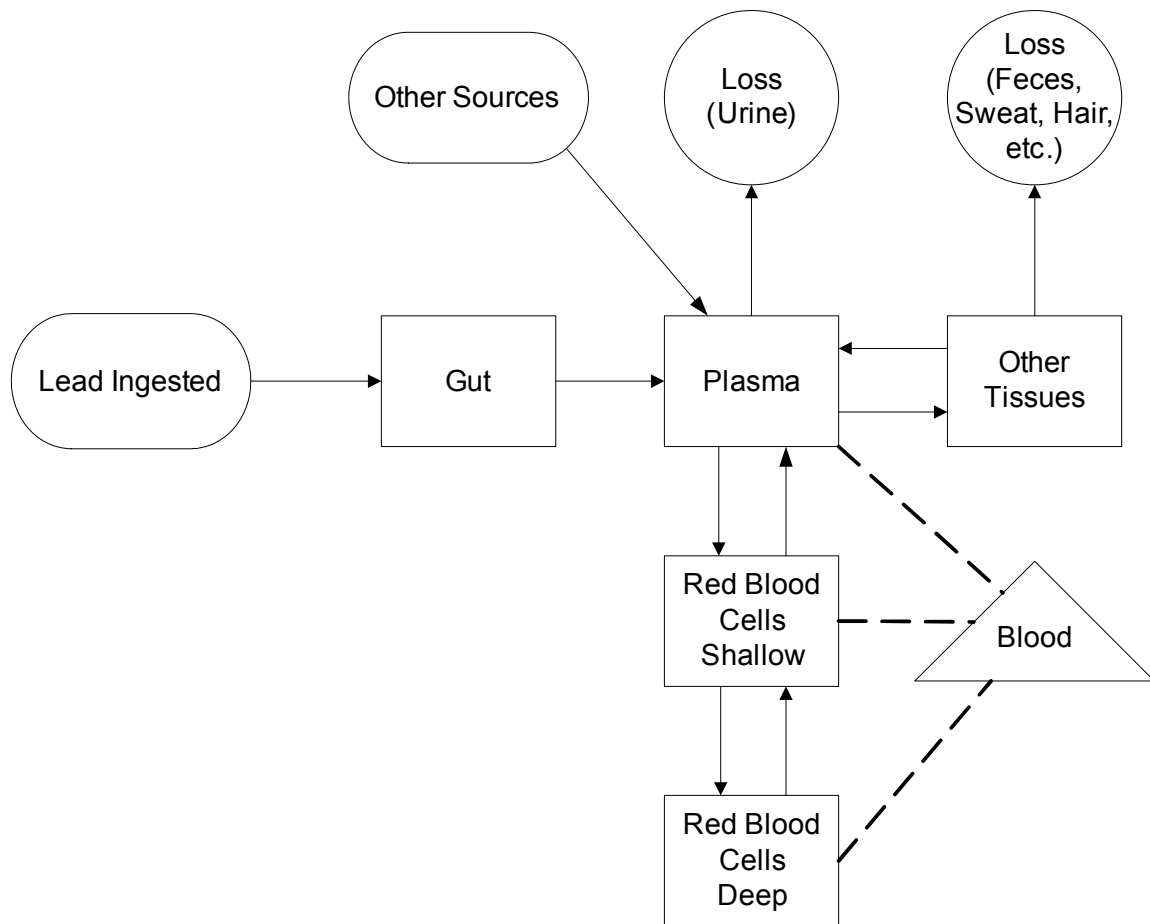 Other Sources
Loss
(Urine)
Loss
(Feces,
Sweat, Hair,
etc.)
Lead Ingested
Gut
Plasma
Other
Tissues
Red Blood
Cells
Shallow
Blood
Red Blood
Cells
Deep